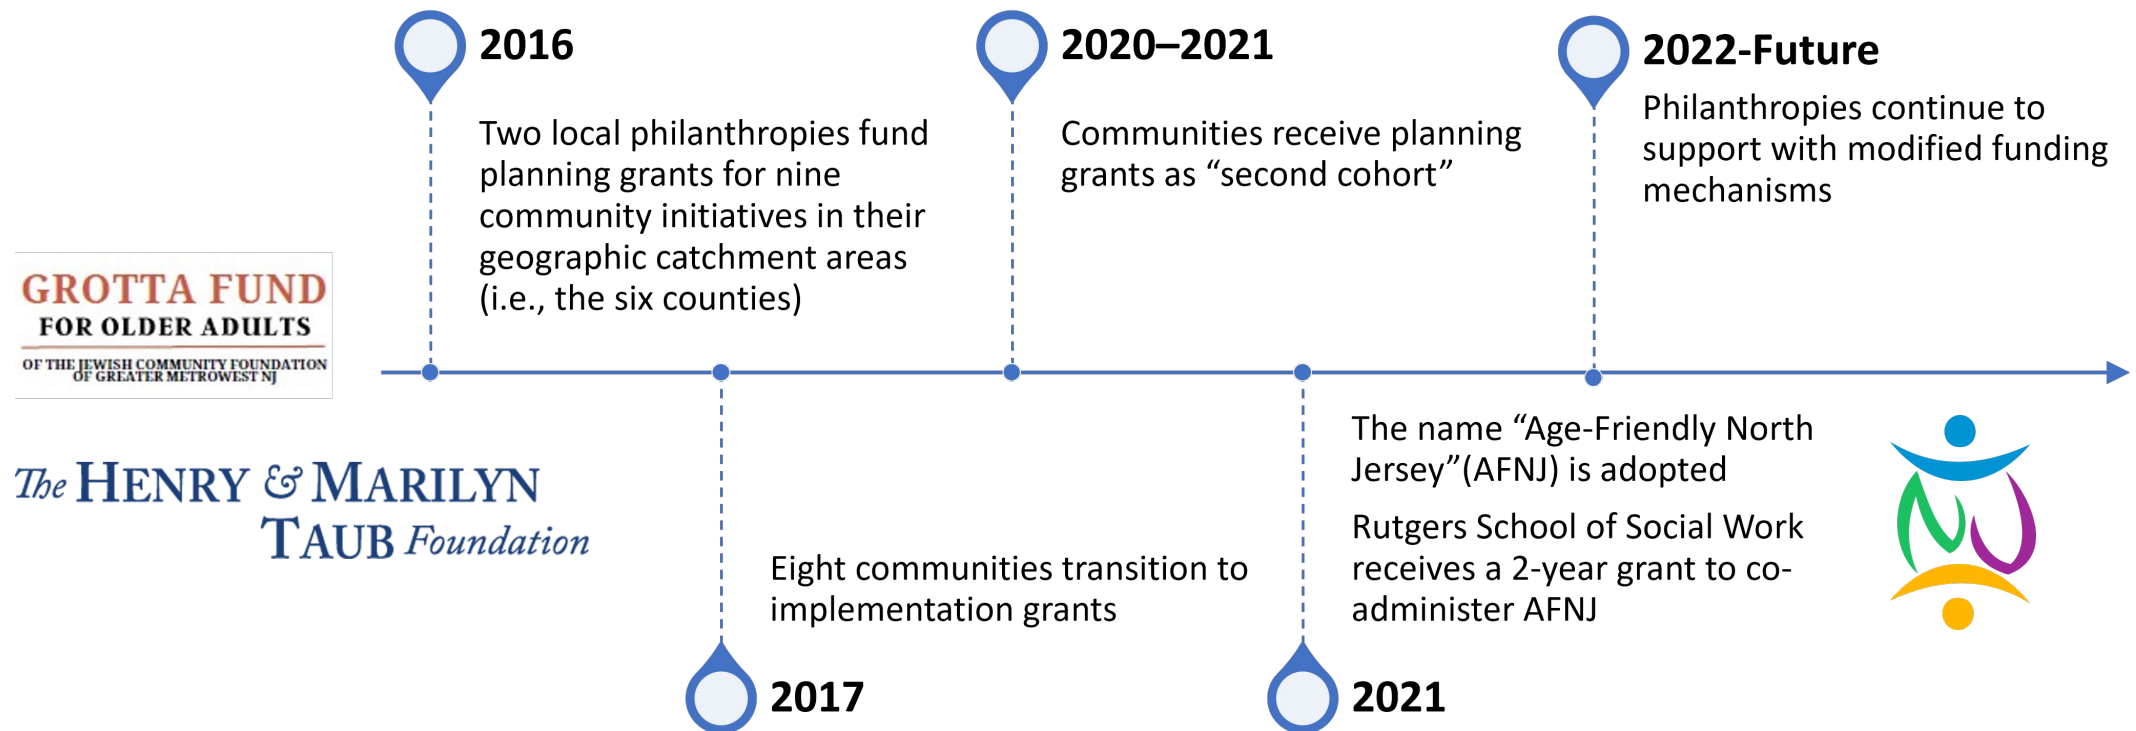 2016
Two local philanthropies fund
planning grants for nine
community initiatives in their
geographic catchment areas
(i.e., the six counties)
2020–2021
Communities receive planning
grants as “second cohort”
2022-Future
Philanthropies continue to
support with modified funding
mechanisms
GROTTA FUND
FOR OLDER ADULTS
OF THE JEWISH COMMUNITY FOUNDATION
OF GREATER METROWEST NJ
The HENRY & MARILYN
TAUB Foundation
Eight communities transition to
implementation grants
2017
The name “Age-Friendly North
Jersey”(AFNJ) is adopted
Rutgers School of Social Work
receives a 2-year grant to co-
administer AFNJ
2021
NJ